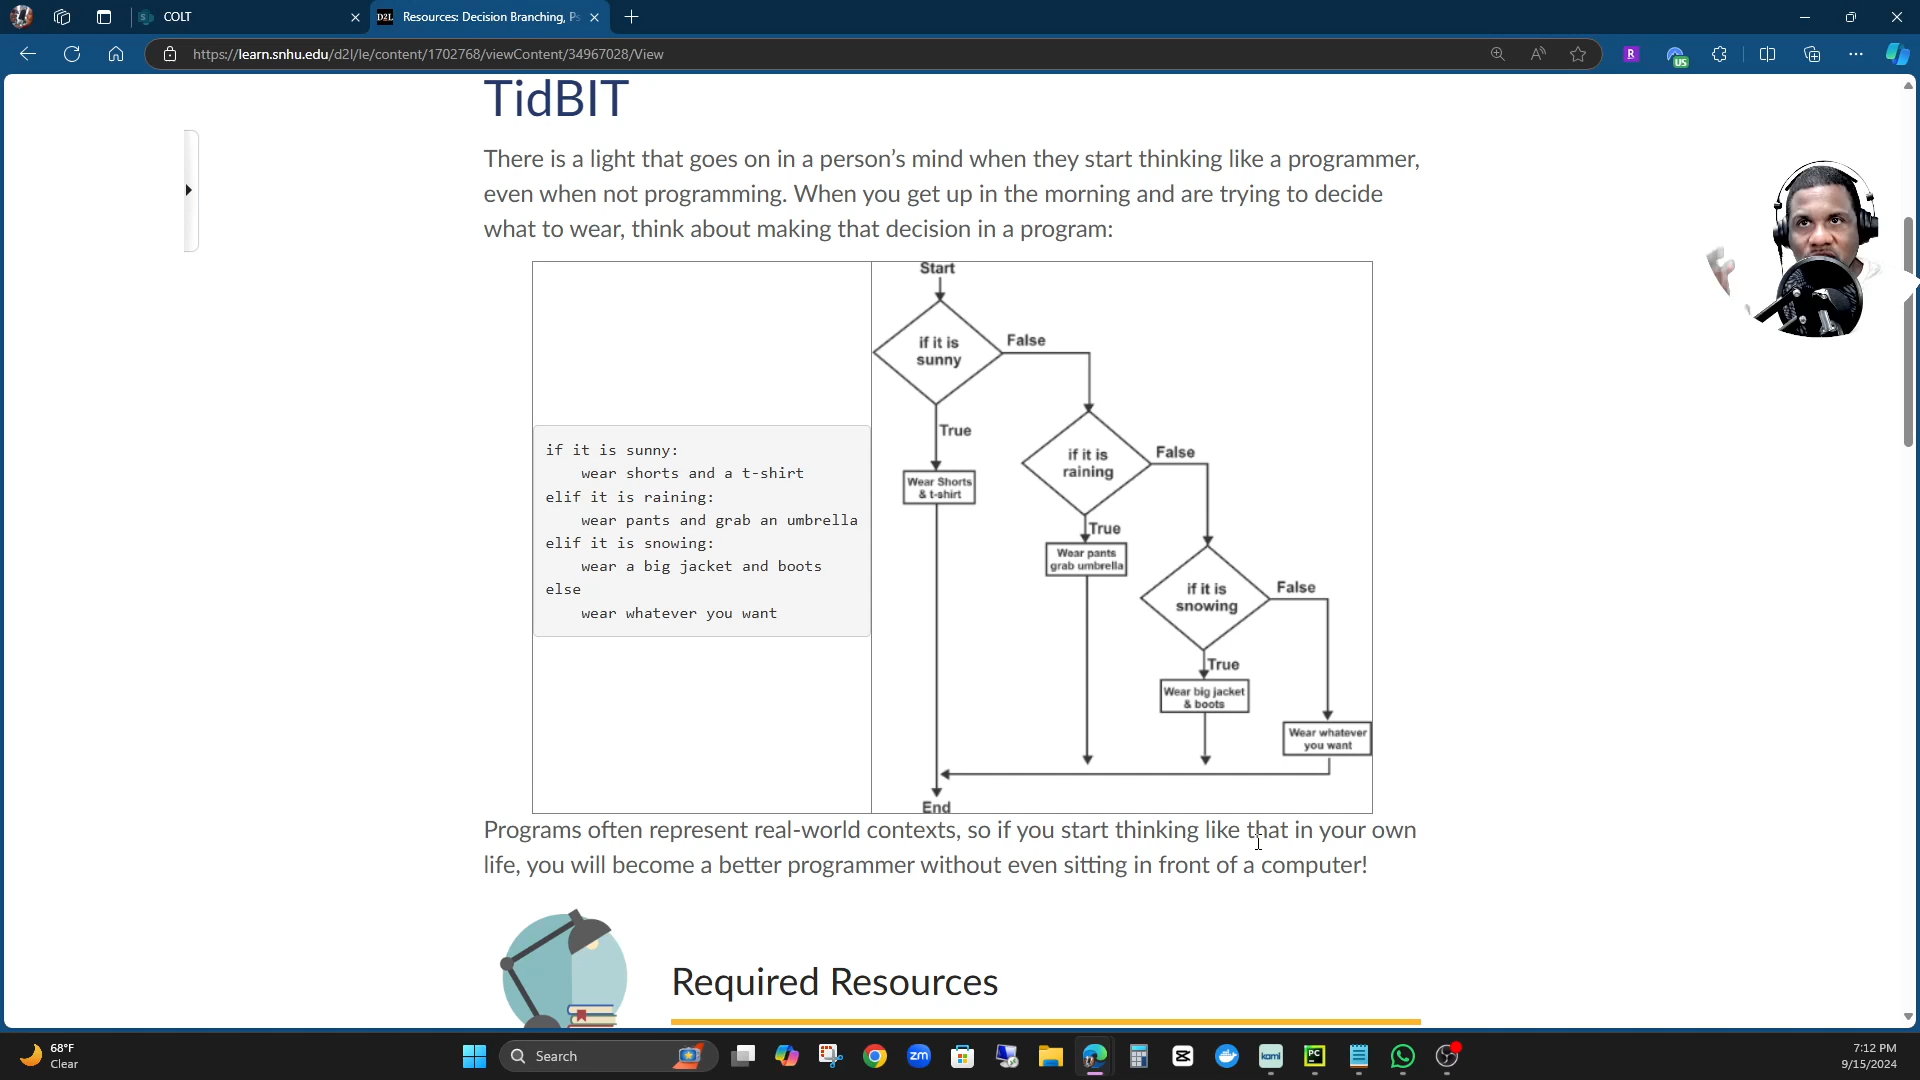 COLT
Resources: Decision Branching, Ps
https://learn.snhu.edu/d2l/le/content/1702768/viewContent/34967028/View
TidBIT
There is a light that goes on in a person’s mind when they start thinking like a programmer,
even when not programming. When you get up in the morning and are trying to decide
what to wear, think about making that decision in a program:
if it is sunny:
    wear shorts and a t-shirt
elif it is raining:
    wear pants and grab an umbrella
elif it is snowing:
    wear a big jacket and boots
else
    wear whatever you want
Start
if it is
sunny
False
True
Wear Shorts
& t-shirt
if it is
raining
False
True
Wear pants
grab umbrella
if it is
snowing
False
True
Wear big jacket
& boots
Wear whatever
you want
End
Programs often represent real-world contexts, so if you start thinking like that in your own
life, you will become a better programmer without even sitting in front of a computer!
Required Resources
68°F
Clear
Search
7:12 PM
9/15/2024
D2L
R
US
zm
kami
PC